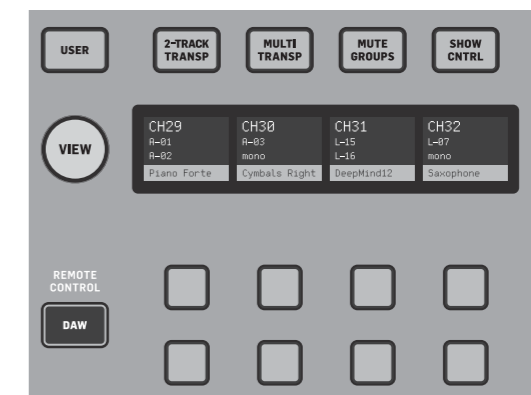 USER
2-TRACK
TRANSP
MULTI
TRANSP
MUTE
GROUPS
SHOW
CNTRL
VIEW
CH29
A-01
A-02
Piano Forte
CH30
A-03
mono
Cymbals Right
CH31
L-15
L-16
DeepMind12
CH32
L-07
mono
Saxophone
REMOTE
CONTROL
DAW